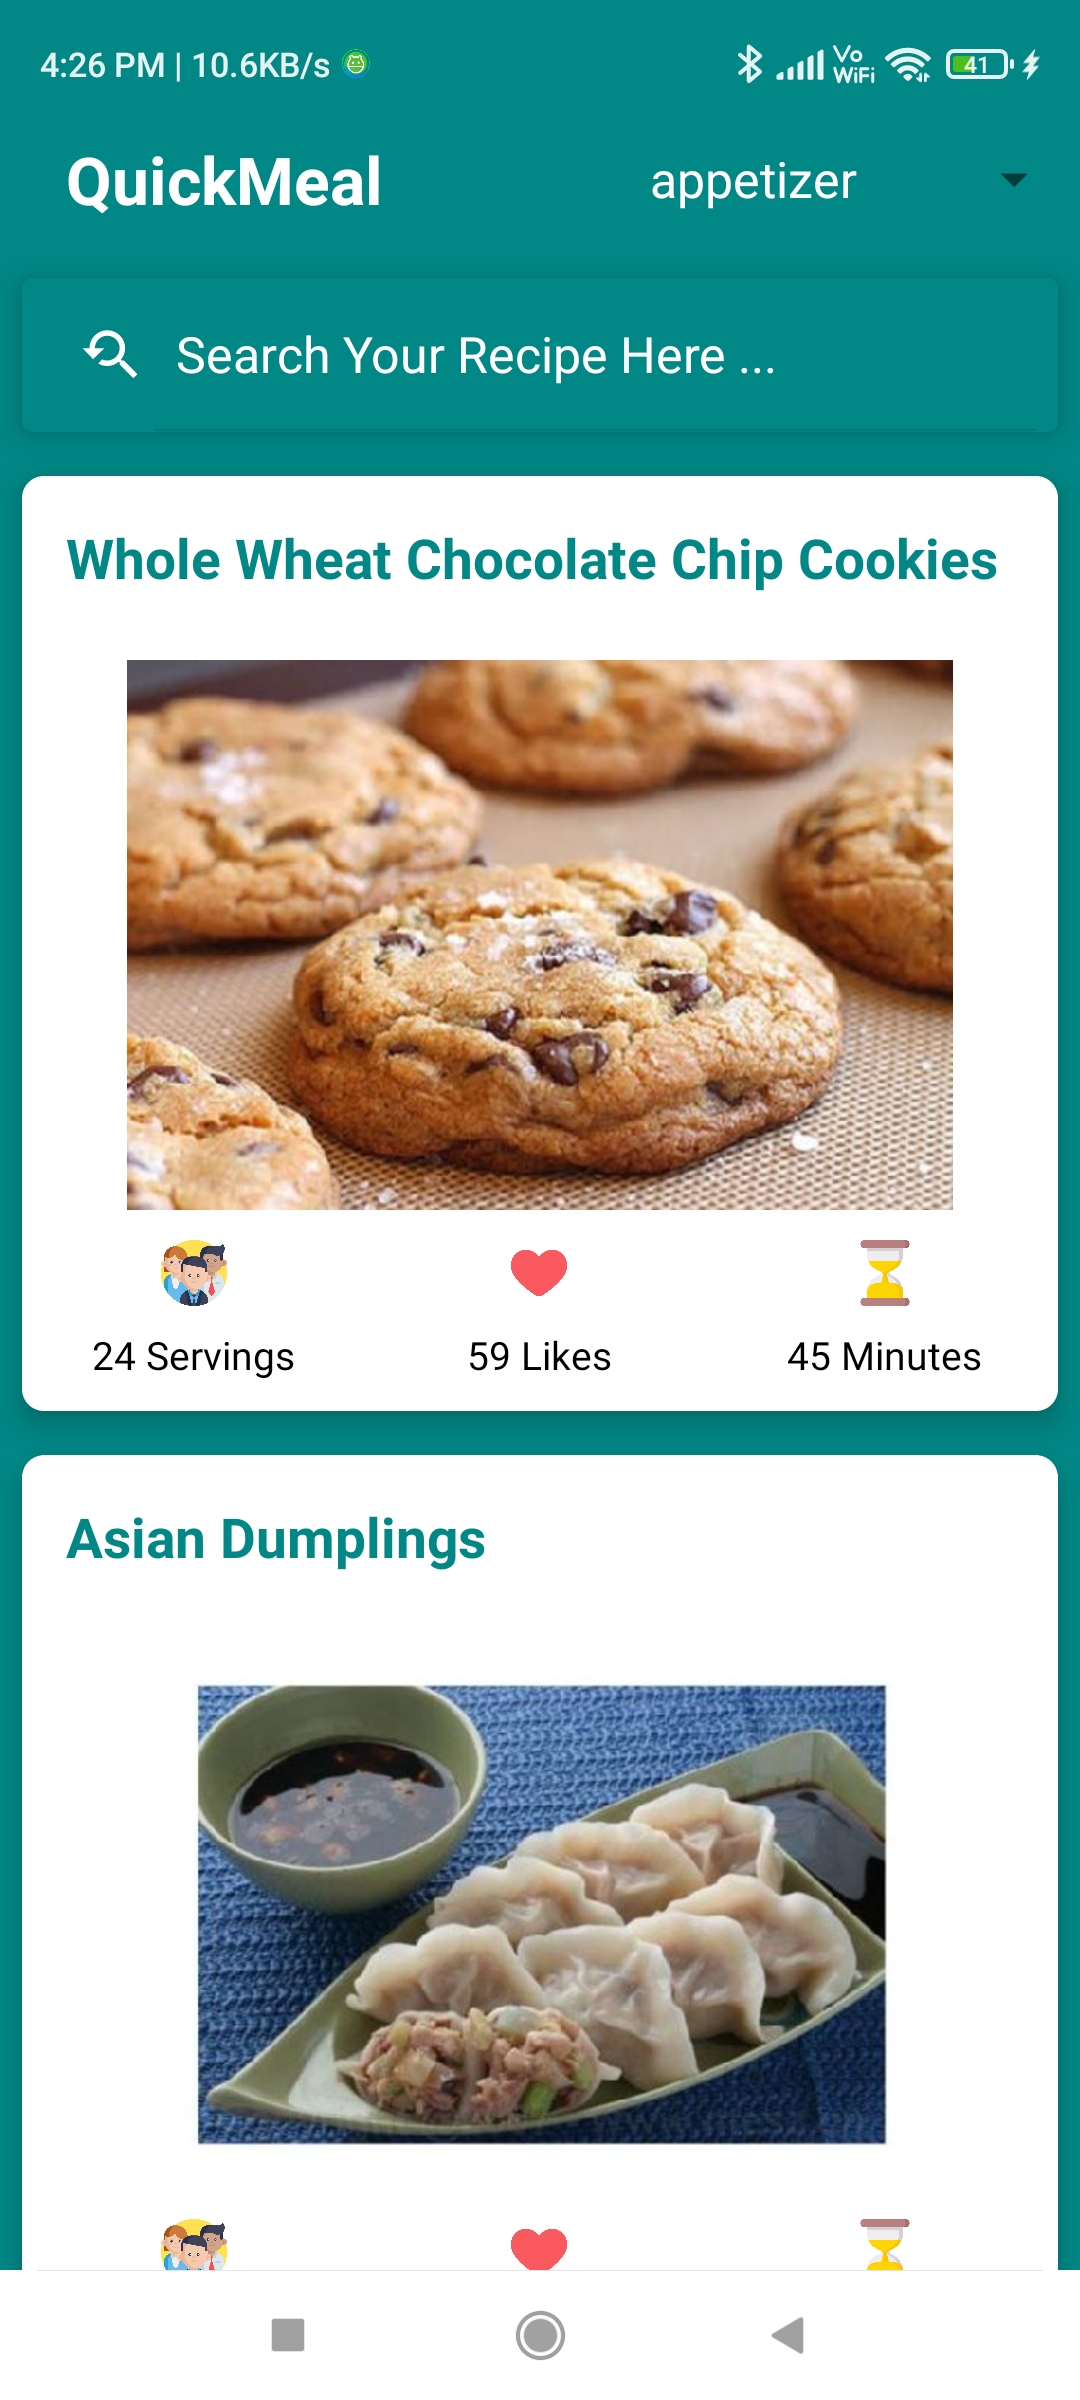 4:26 PM | 10.6KB/s
Vo
WiFi
41
QuickMeal
appetizer
Search Your Recipe Here ...
Whole Wheat Chocolate Chip Cookies
24 Servings
59 Likes
45 Minutes
Asian Dumplings